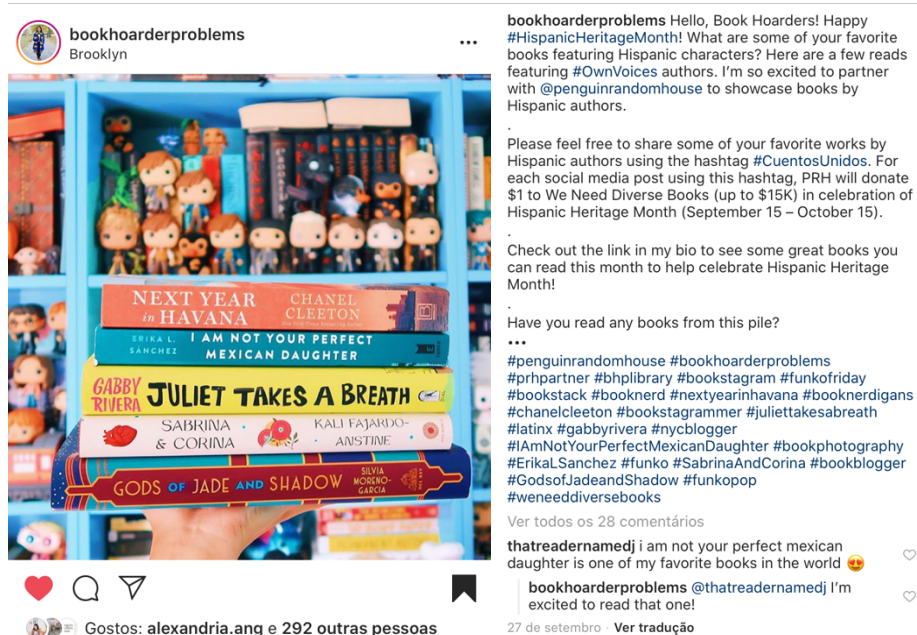 bookhoarderproblems
Brooklyn
NEXT YEAR
in HAVANA
CHANEL
CLEETON
ERIKA L.
SÁNCHEZ
I AM NOT YOUR PERFECT
MEXICAN DAUGHTER
GABBY
RIVERA
JULIET TAKES A BREATH
SABRINA
& CORINA
KALI FAJARDO-
ANSTINE
GODS OF JADE AND SHADOW
SILVIA
MORENO-
GARCIA
Gostos: alexandria.ang e 292 outras pessoas
bookhoarderproblems Hello, Book Hoarders! Happy
#HispanicHeritageMonth! What are some of your favorite
books featuring Hispanic characters? Here are a few reads
featuring #OwnVoices authors. I'm so excited to partner
with @penguinrandomhouse to showcase books by
Hispanic authors.
.
Please feel free to share some of your favorite works by
Hispanic authors using the hashtag #CuentosUnidos. For
each social media post using this hashtag, PRH will donate
$1 to We Need Diverse Books (up to $15K) in celebration of
Hispanic Heritage Month (September 15 – October 15).
.
Check out the link in my bio to see some great books you
can read this month to help celebrate Hispanic Heritage
Month!
.
Have you read any books from this pile?
•••
#penguinrandomhouse #bookhoarderproblems
#prhpartner #bhplibrary #bookstagram #funkofriday
#bookstack #booknerd #nextyearinhavana #booknerdigans
#chanelcleeton #bookstagrammer #juliettakesabreath
#latinx #gabbyrivera #nycblogger
#IAmNotYourPerfectMexicanDaughter #bookphotography
#ErikaLSanchez #funko #SabrinaAndCorina #bookblogger
#GodsofJadeandShadow #funkopop
#weneeddiversebooks
Ver todos os 28 comentários
thatreadernamedj i am not your perfect mexican
daughter is one of my favorite books in the world 😍
bookhoarderproblems @thatreadernamedj I'm
excited to read that one!
27 de setembro · Ver tradução